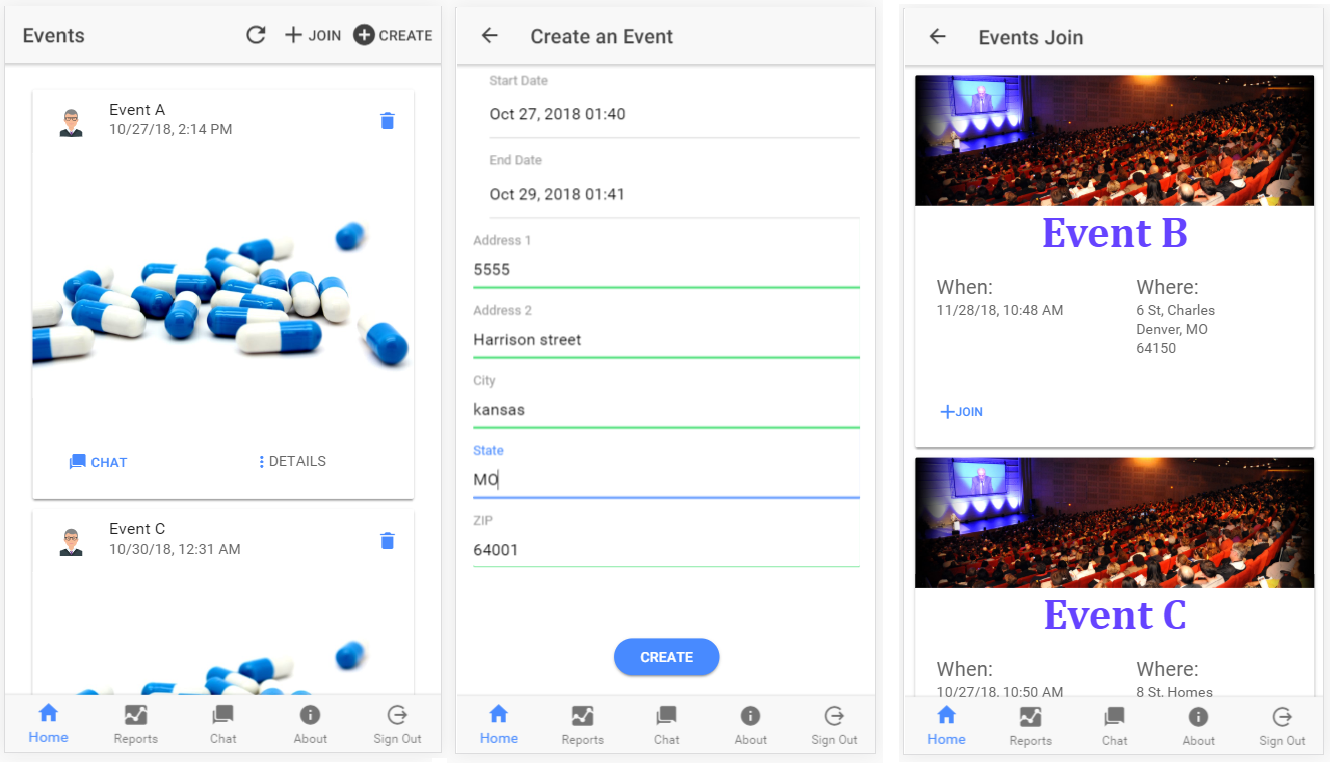 Events
JOIN
CREATE
Event A
10/27/18, 2:14 PM
CHAT
DETAILS
Event C
10/30/18, 12:31 AM
Home
Reports
Chat
About
Sign Out
Create an Event
Start Date
Oct 27, 2018 01:40
End Date
Oct 29, 2018 01:41
Address 1
5555
Address 2
Harrison street
City
kansas
State
MO
ZIP
64001
CREATE
Home
Reports
Chat
About
Sign Out
Events Join
Event B
When:
11/28/18, 10:48 AM
Where:
6 St, Charles
Denver, MO
64150
JOIN
Event C
When:
10/27/18, 10:50 AM
Where:
8 St, Homes
Home
Reports
Chat
About
Sign Out